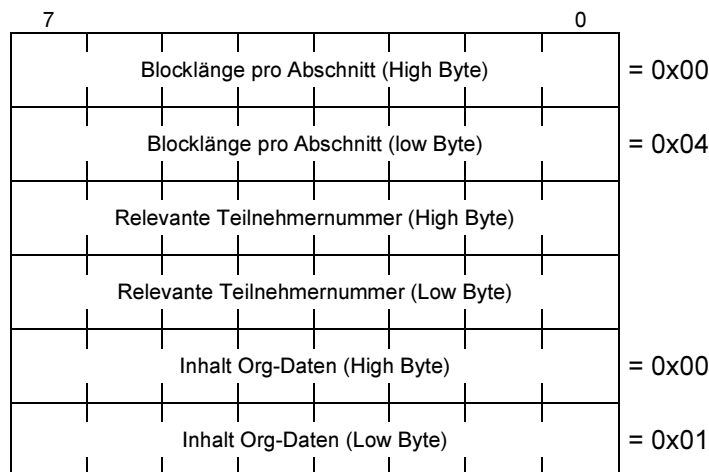 7 0
Blocklänge pro Abschnitt (High Byte) = 0x00
Blocklänge pro Abschnitt (low Byte) = 0x04
Relevante Teilnehmernummer (High Byte)
Relevante Teilnehmernummer (Low Byte)
Inhalt Org-Daten (High Byte) = 0x00
Inhalt Org-Daten (Low Byte) = 0x01